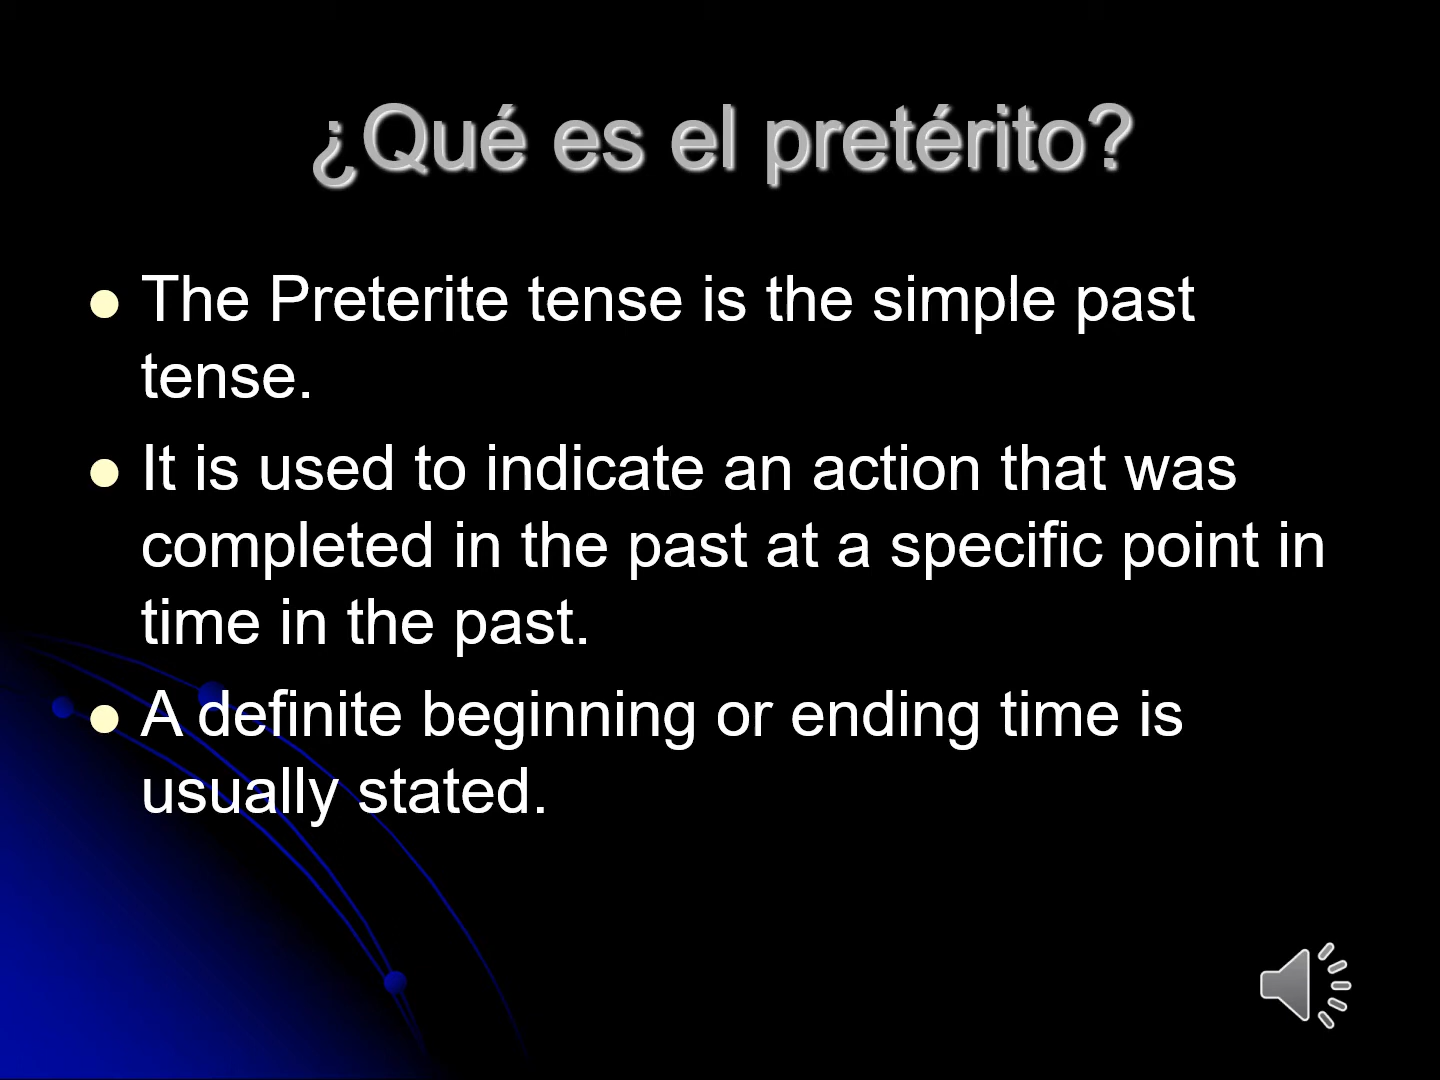 ¿Qué es el pretérito?
The Preterite tense is the simple past
tense.
It is used to indicate an action that was
completed in the past at a specific point in
time in the past.
A definite beginning or ending time is
usually stated.